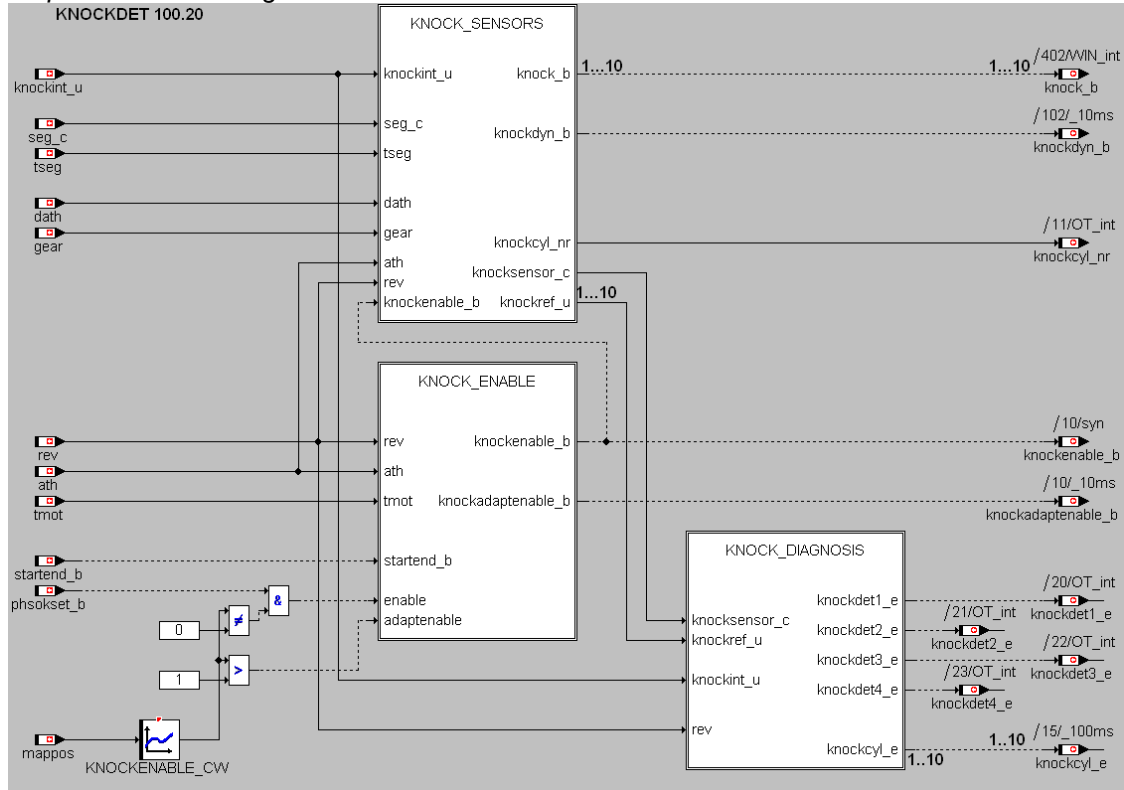 KNOCKDET 100.20
KNOCK_SENSORS
knockint_u
knockint_u
knock_b
1...10
1...10
/402/WIN_int
knock_b
seg_c
seg_c
tseg
tseg
knockdyn_b
/102/_10ms
knockdyn_b
dath
dath
gear
gear
ath
rev
knockenable_b
knockcyl_nr
knocksensor_c
knockref_u
1...10
/11/OT_int
knockcyl_nr
KNOCK_ENABLE
rev
rev
knockenable_b
/10/syn
knockenable_b
ath
ath
tmot
tmot
knockadaptenable_b
/10/_10ms
knockadaptenable_b
startend_b
startend_b
phsokset_b
&
enable
adaptenable
0
≠
1
>
mappos
KNOCKENABLE_CW
KNOCK_DIAGNOSIS
knocksensor_c
knockref_u
knockint_u
rev
knockdet1_e
/20/OT_int
knockdet1_e
knockdet2_e
/21/OT_int
knockdet2_e
knockdet3_e
/22/OT_int
knockdet3_e
knockdet4_e
/23/OT_int
knockdet4_e
knockcyl_e
1..10
1..10
/15/_100ms
knockcyl_e